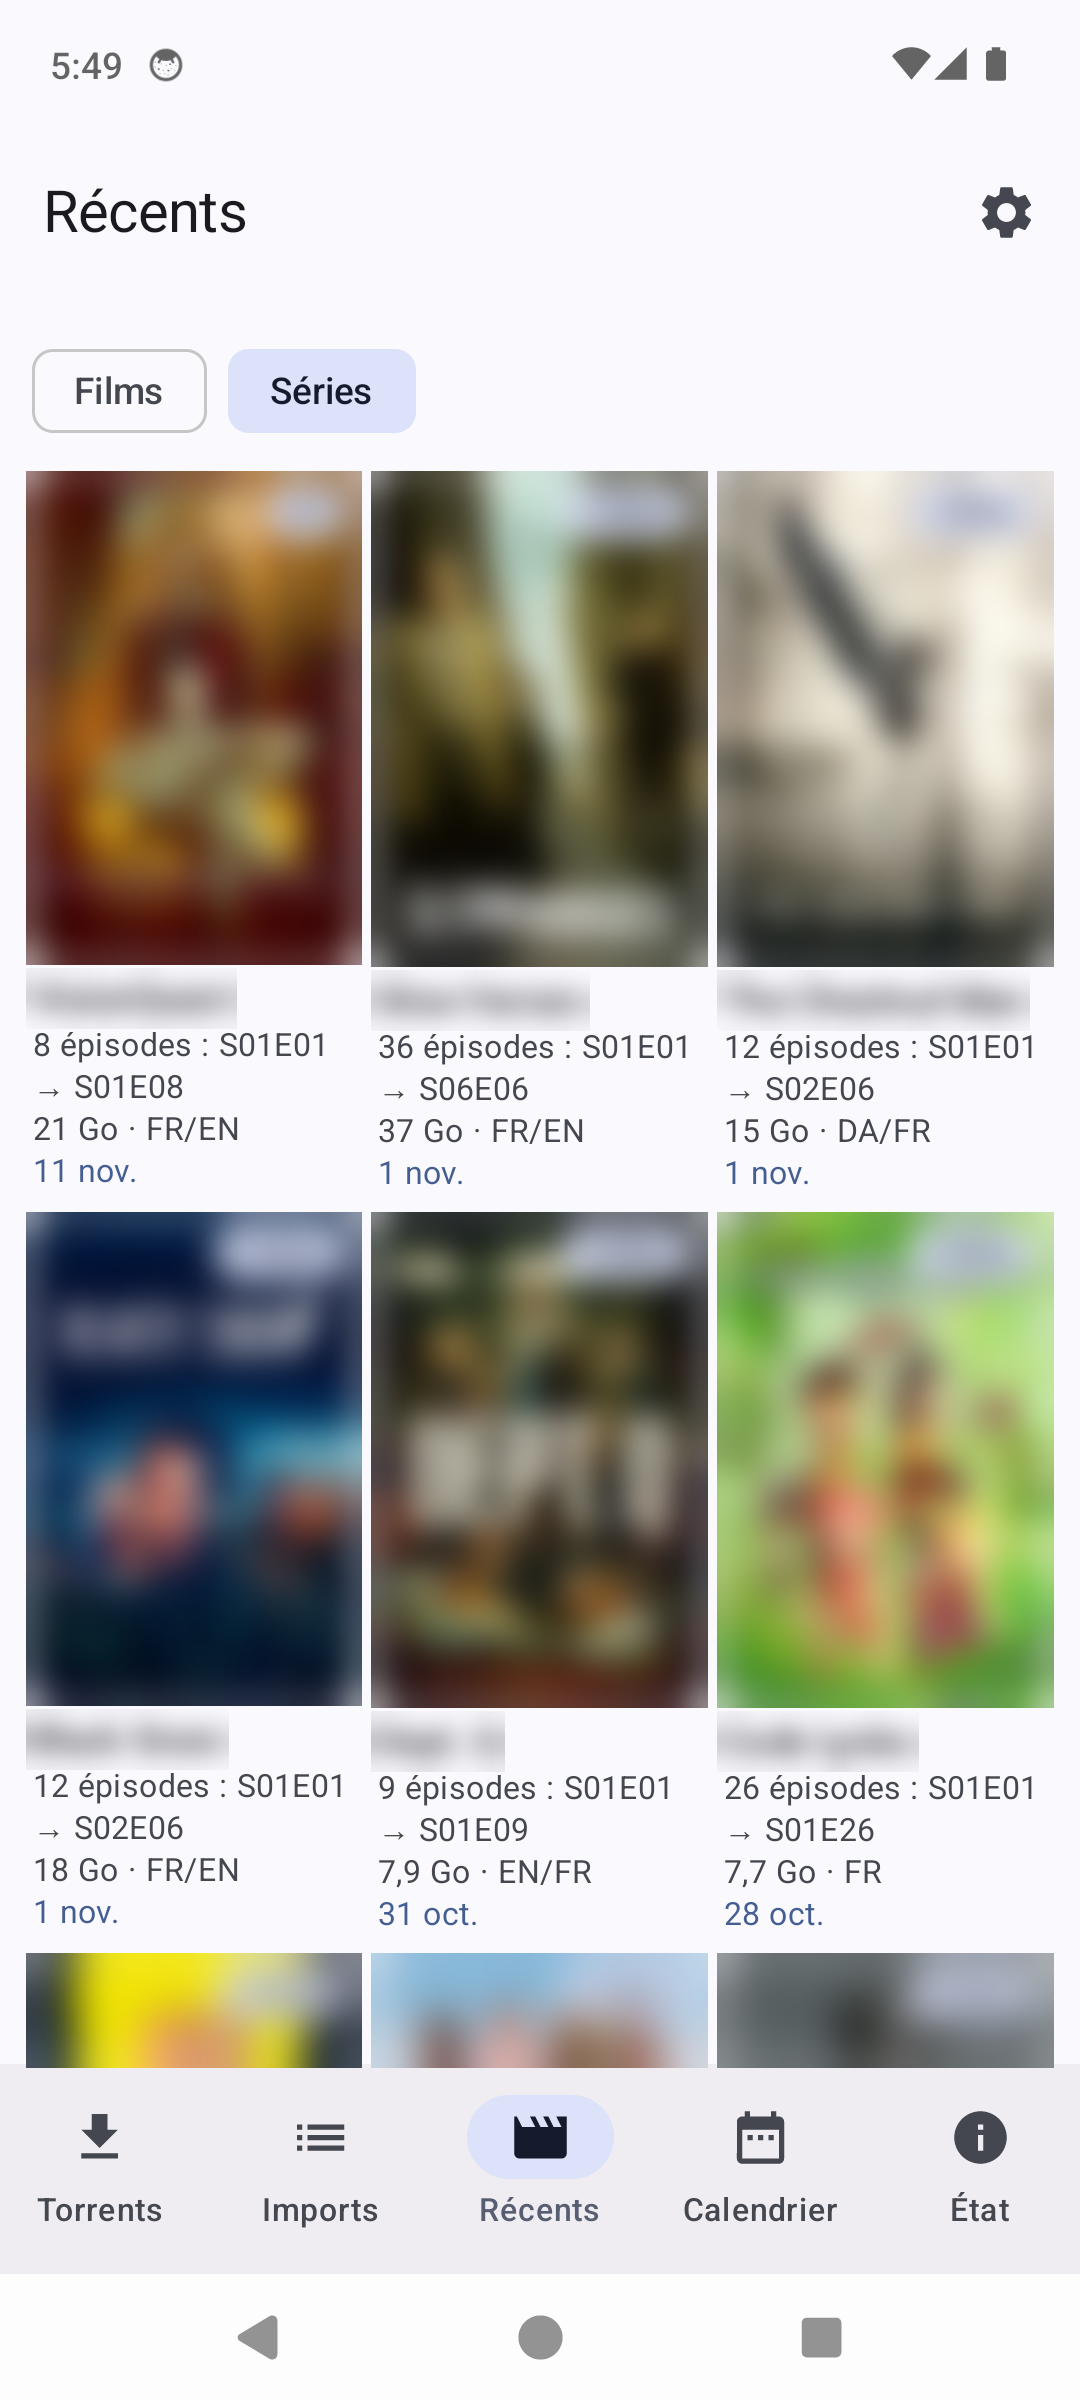 5:49
Récents
Films
Séries
8 épisodes : S01E01
→ S01E08
21 Go · FR/EN
11 nov.
36 épisodes : S01E01
→ S06E06
37 Go · FR/EN
1 nov.
12 épisodes : S01E01
→ S02E06
15 Go · DA/FR
1 nov.
12 épisodes : S01E01
→ S02E06
18 Go · FR/EN
1 nov.
9 épisodes : S01E01
→ S01E09
7,9 Go · EN/FR
31 oct.
26 épisodes : S01E01
→ S01E26
7,7 Go · FR
28 oct.
Torrents
Imports
Récents
Calendrier
État